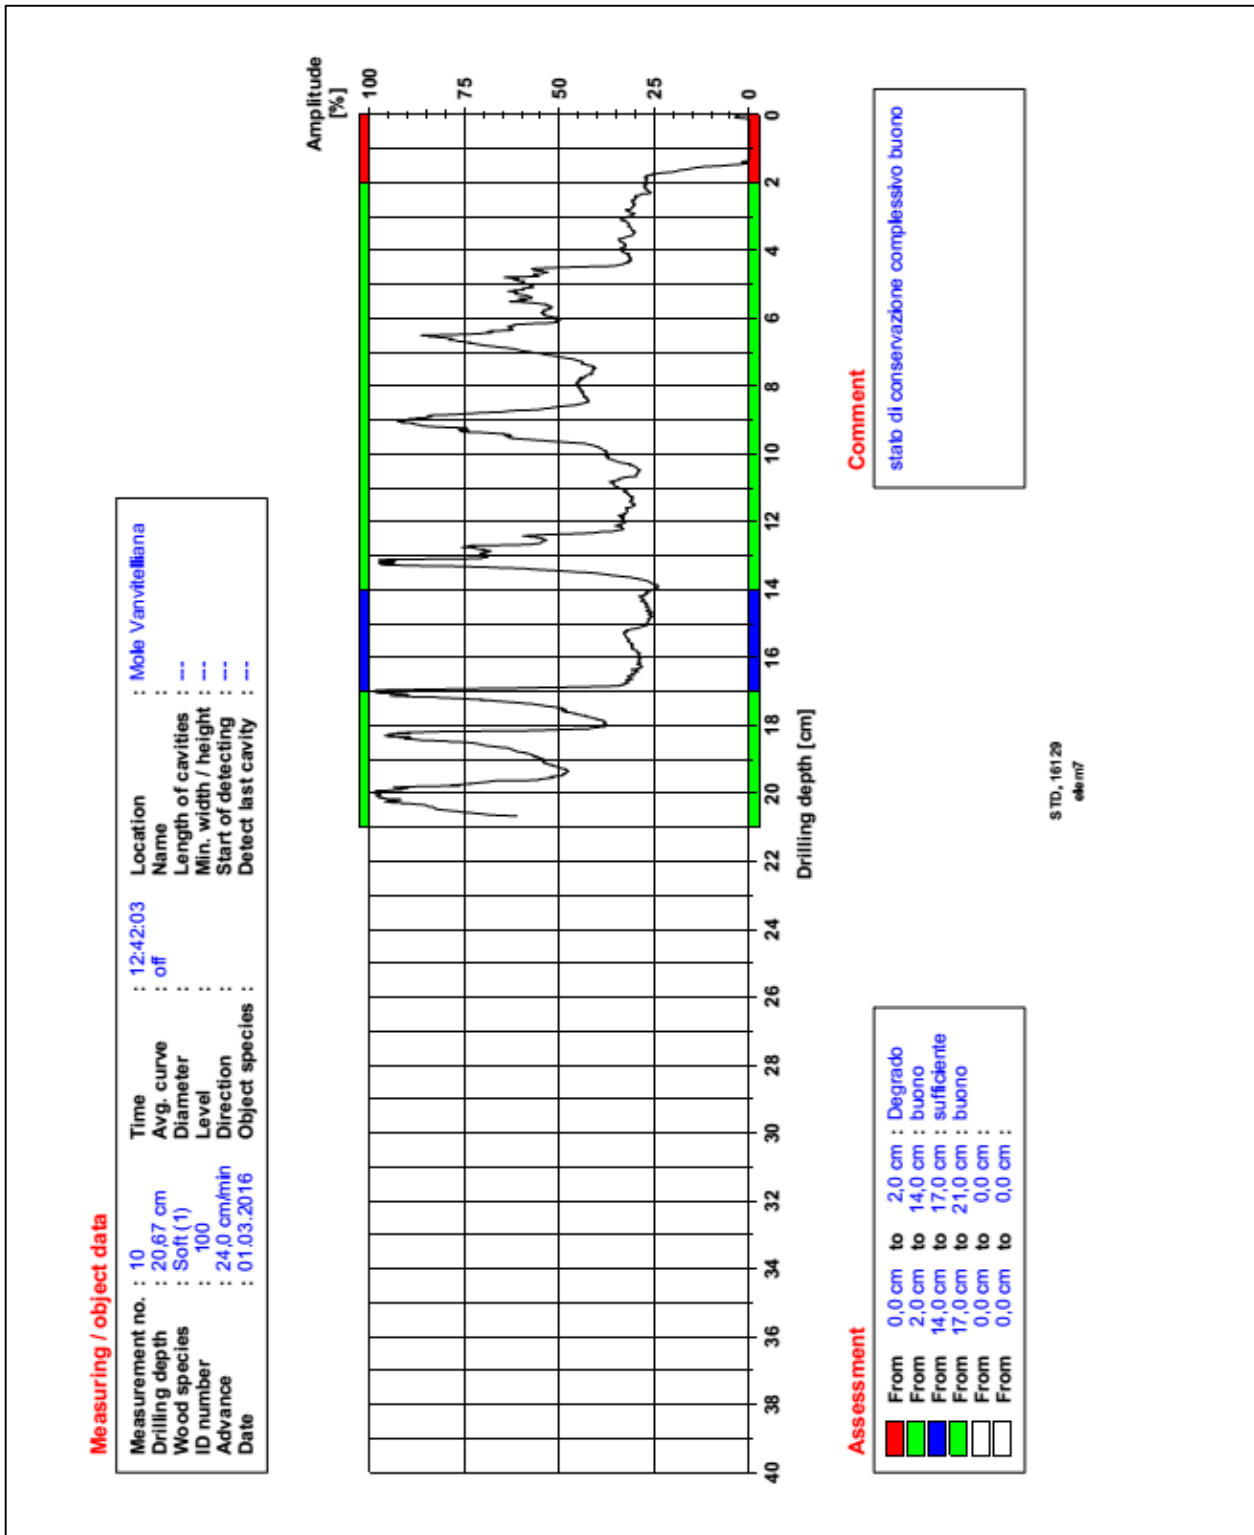 Measuring / object data
Measurement no. : 10 Time : 12:42:03 Location : Mole Vanvitelliana
Drilling depth : 20,67 cm Avg. curve : off Name :
Wood species : Soft (1) Diameter : Length of cavities : ---
ID number : 100 Level : Min. width / height : ---
Advance : 24,0 cm/min Direction : Start of detecting : ---
Date : 01.03.2016 Object species : Detect last cavity : ---
Amplitude
[%]
100
75
50
25
0
40 38 36 34 32 30 28 26 24 22 20 18 16 14 12 10 8 6 4 2 0
Drilling depth [cm]
Assessment
From 0,0 cm to 2,0 cm : Degrado
From 2,0 cm to 14,0 cm : buono
From 14,0 cm to 17,0 cm : sufficiente
From 17,0 cm to 21,0 cm : buono
From 0,0 cm to 0,0 cm :
From 0,0 cm to 0,0 cm :
Comment
stato di conservazione complessivo buono
STD, 16129
elem7